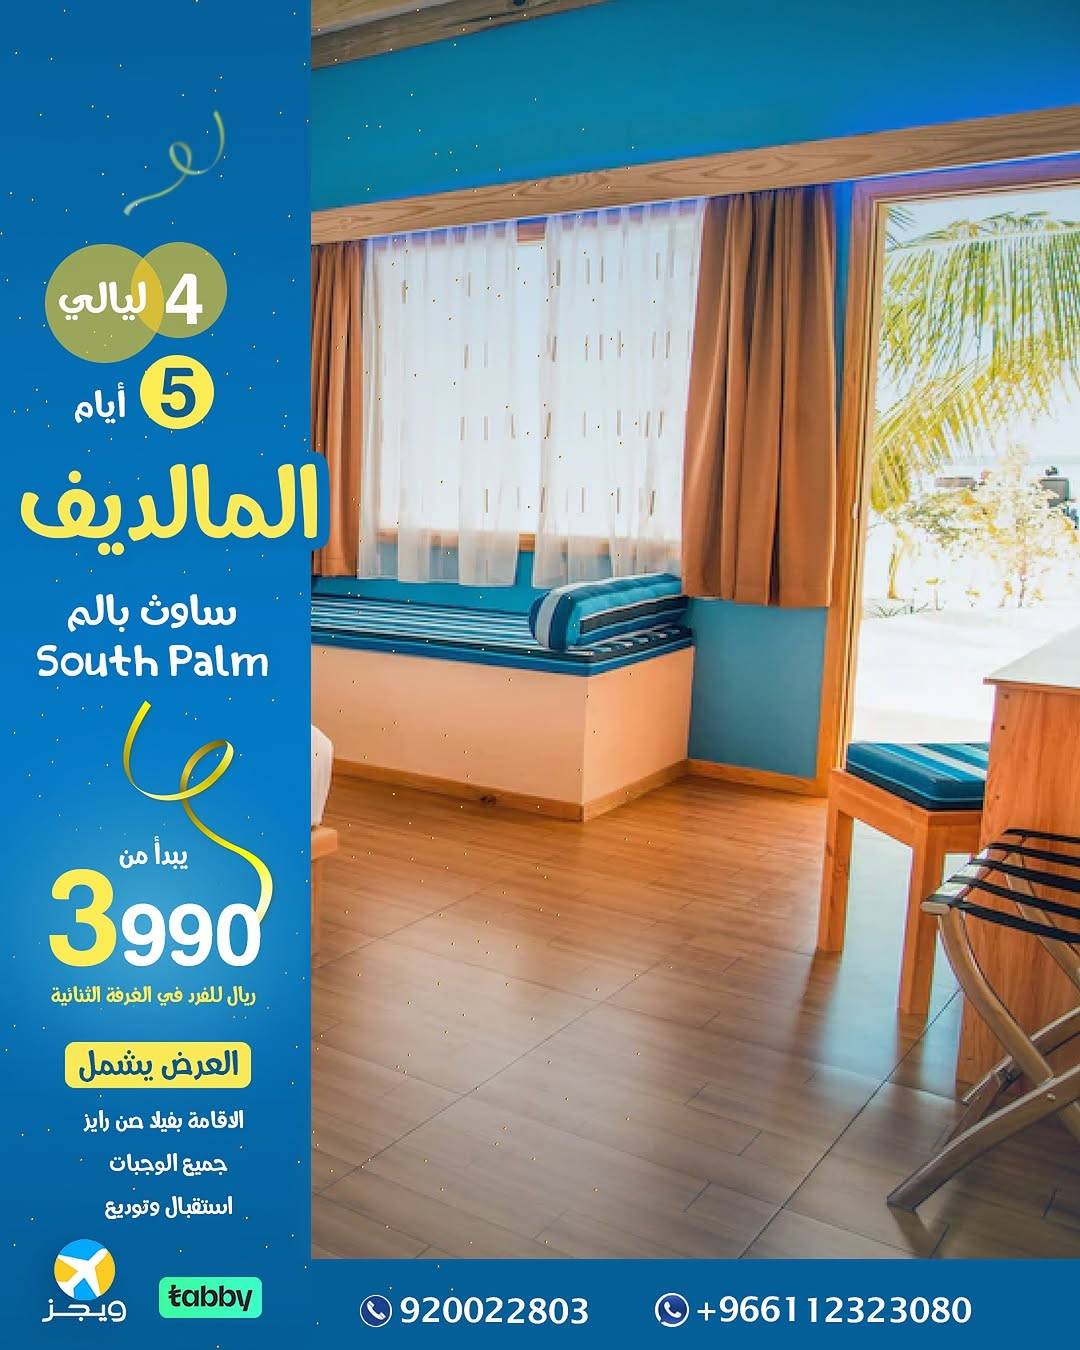 4 ليالي
5 أيام
المالديف
ساوث بالم
South Palm
يبدأ من
3990
ريال للفرد في الغرفة الثنائية
العرض يشمل
الاقامة بفيلا صن رايز
جميع الوجبات
استقبال وتوديع
ويجز
tabby
920022803
+966112323080